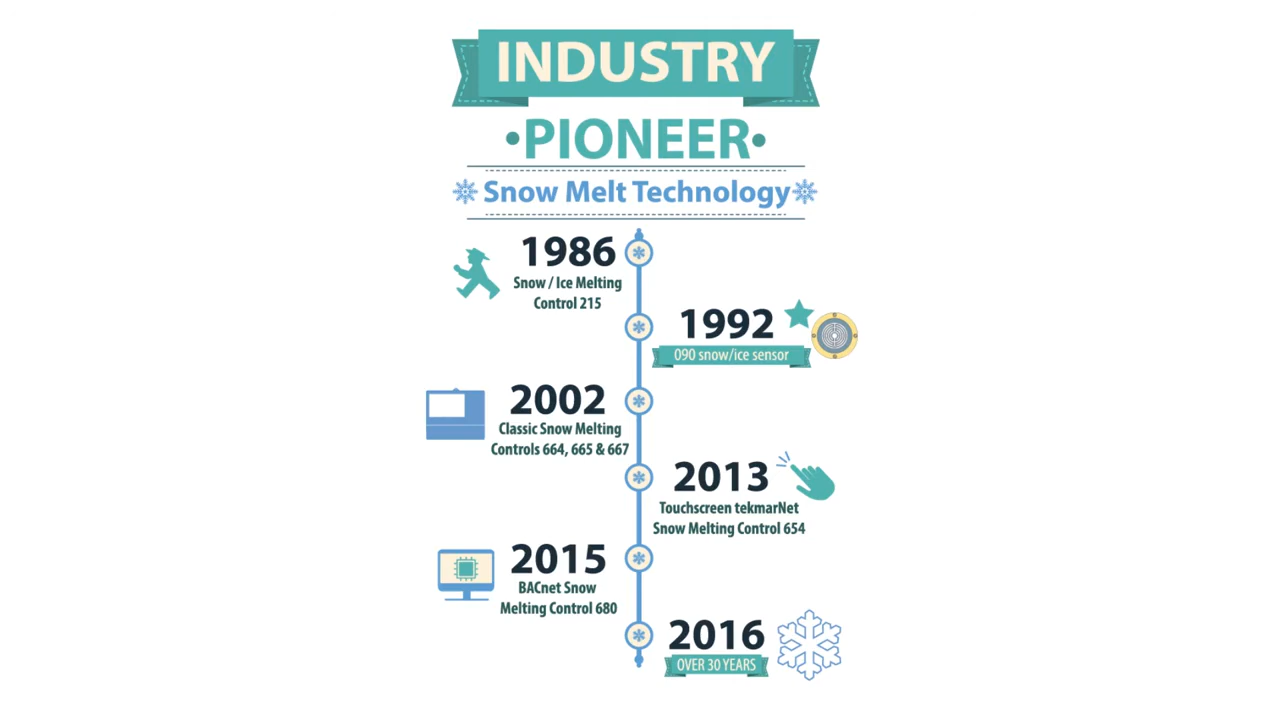 INDUSTRY
•PIONEER•
Snow Melt Technology
1986
Snow / Ice Melting
Control 215
1992
090 snow/ice sensor
2002
Classic Snow Melting
Controls 664, 665 & 667
2013
Touchscreen tekmarNet
Snow Melting Control 654
2015
BACnet Snow
Melting Control 680
2016
OVER 30 YEARS